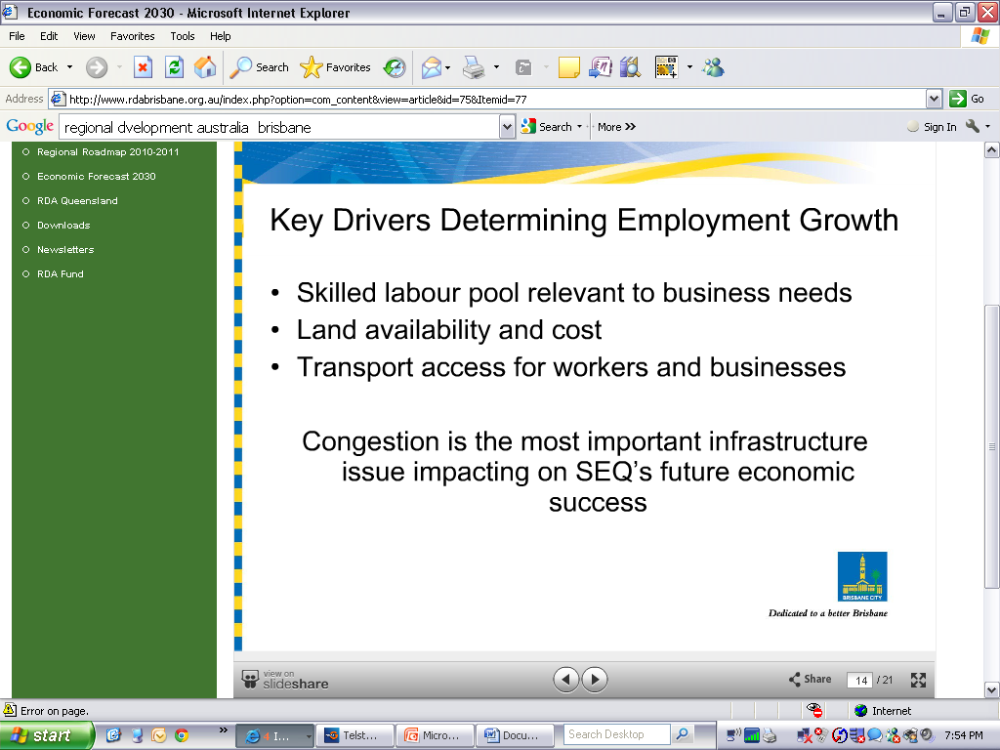 Economic Forecast 2030 - Microsoft Internet Explorer
File Edit View Favorites Tools Help
Back Search Favorites
Address http://www.rdabrisbane.org.au/index.php?option=com_content&view=article&id=75&Itemid=77 Go
Google regional dvelopment australia brisbane Search More >> Sign In
Regional Roadmap 2010-2011
Economic Forecast 2030
RDA Queensland
Downloads
Newsletters
RDA Fund
Key Drivers Determining Employment Growth
• Skilled labour pool relevant to business needs
• Land availability and cost
• Transport access for workers and businesses
Congestion is the most important infrastructure
issue impacting on SEQ's future economic
success
BRISBANE CITY
Dedicated to a better Brisbane
view on
slideshare
Share 14 / 21
Error on page. Internet
start » 4 I... Telst... Micro... Docu... Search Desktop 7:54 PM